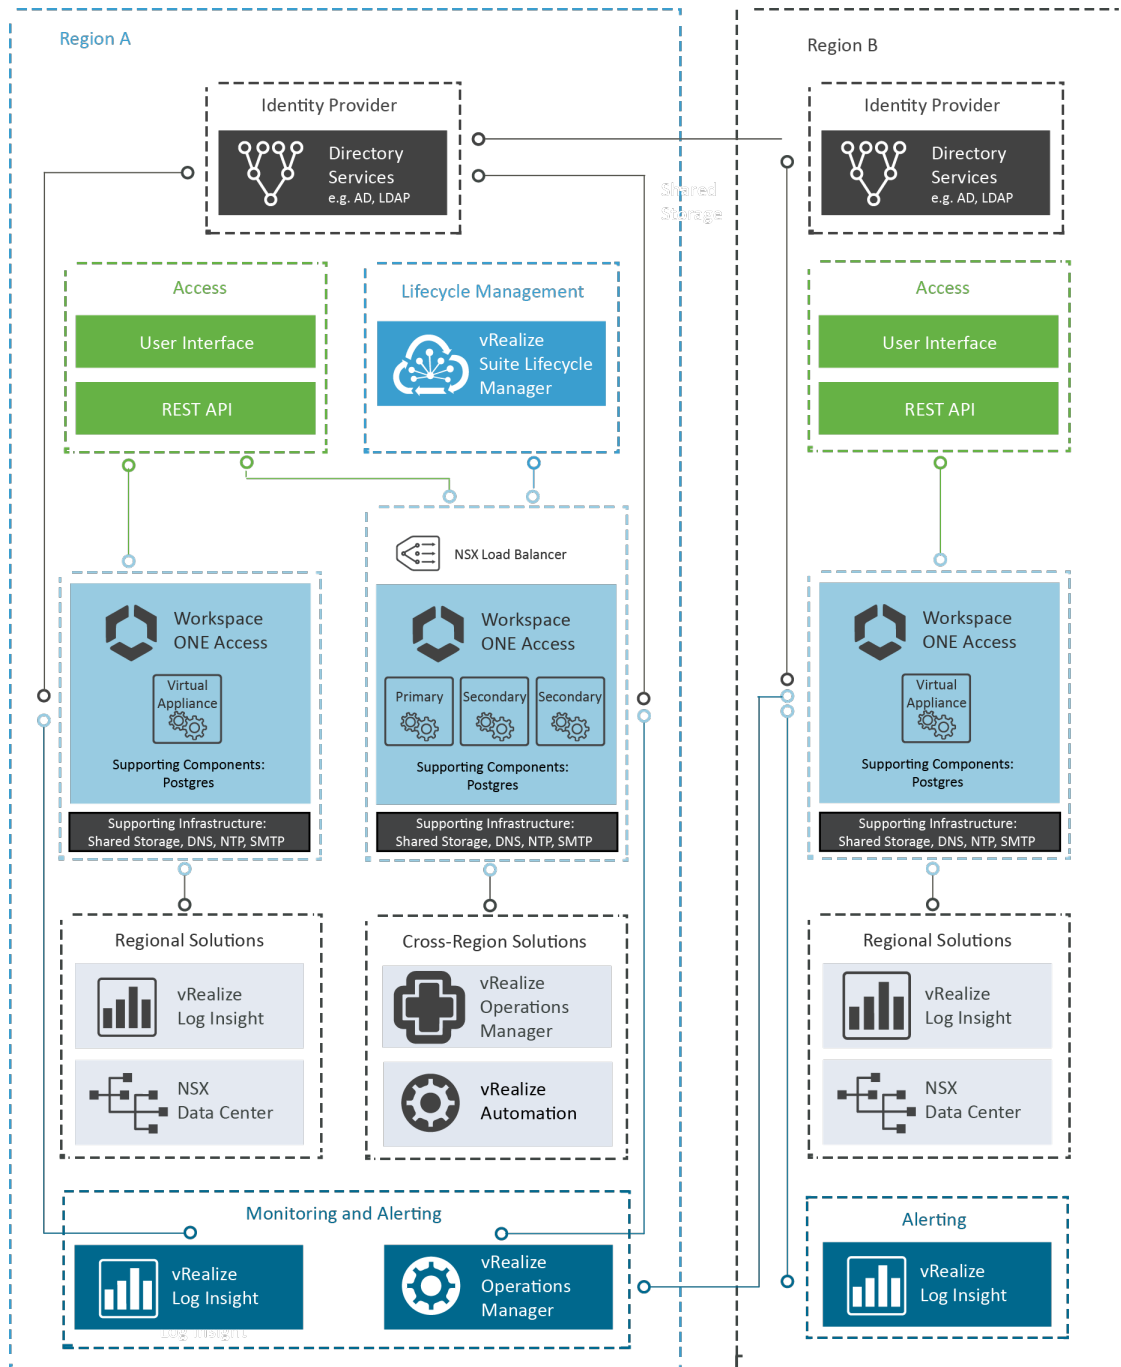 Region A
Identity Provider
Directory
Services
e.g. AD, LDAP
Shared
Storage
Access
User Interface
REST API
Lifecycle Management
vRealize
Suite Lifecycle
Manager
NSX Load Balancer
Workspace
ONE Access
Virtual
Appliance
Supporting Components:
Postgres
Supporting Infrastructure:
Shared Storage, DNS, NTP, SMTP
Workspace
ONE Access
Primary
Secondary
Secondary
Supporting Components:
Postgres
Supporting Infrastructure:
Shared Storage, DNS, NTP, SMTP
Regional Solutions
vRealize
Log Insight
NSX
Data Center
Cross-Region Solutions
vRealize
Operations
Manager
vRealize
Automation
Monitoring and Alerting
vRealize
Log Insight
Log Insight
vRealize
Operations
Manager
Region B
Identity Provider
Directory
Services
e.g. AD, LDAP
Access
User Interface
REST API
Workspace
ONE Access
Virtual
Appliance
Supporting Components:
Postgres
Supporting Infrastructure:
Shared Storage, DNS, NTP, SMTP
Regional Solutions
vRealize
Log Insight
NSX
Data Center
Alerting
vRealize
Log Insight